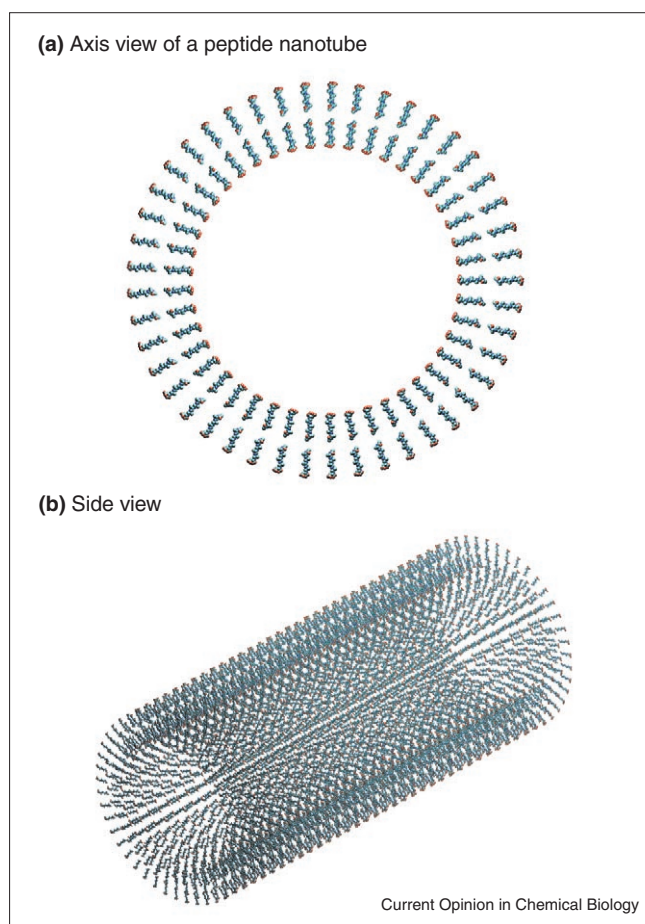 (a) Axis view of a peptide nanotube
(b) Side view
Current Opinion in Chemical Biology